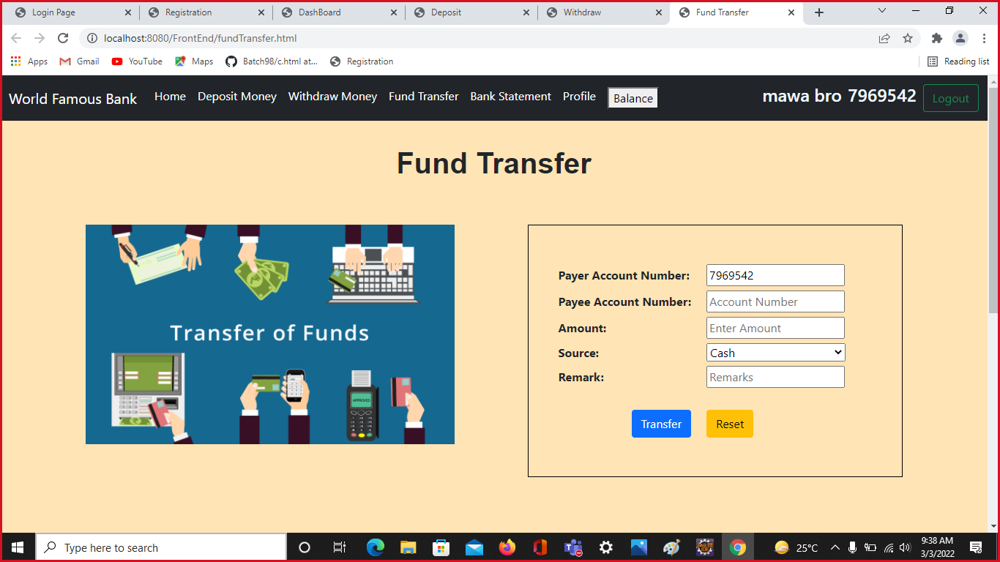 Login Page Registration DashBoard Deposit Withdraw Fund Transfer
localhost:8080/FrontEnd/fundTransfer.html
Apps Gmail YouTube Maps Batch98/c.html at... Registration Reading list
World Famous Bank Home Deposit Money Withdraw Money Fund Transfer Bank Statement Profile Balance mawa bro 7969542 Logout
Fund Transfer
Transfer of Funds
APPROVED
Payer Account Number: 7969542
Payee Account Number: Account Number
Amount: Enter Amount
Source: Cash
Remark: Remarks
Transfer Reset
Type here to search
25°C
9:38 AM
3/3/2022